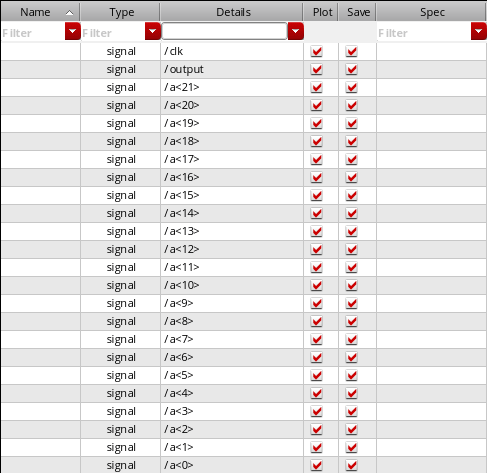 Name Type Details Plot Save Spec
Filter Filter Filter
signal /clk
signal /output
signal /a<21>
signal /a<20>
signal /a<19>
signal /a<18>
signal /a<17>
signal /a<16>
signal /a<15>
signal /a<14>
signal /a<13>
signal /a<12>
signal /a<11>
signal /a<10>
signal /a<9>
signal /a<8>
signal /a<7>
signal /a<6>
signal /a<5>
signal /a<4>
signal /a<3>
signal /a<2>
signal /a<1>
signal /a<0>